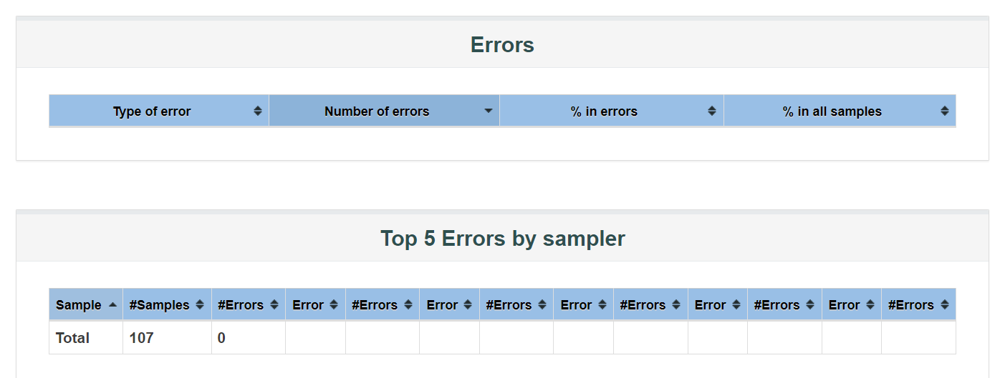 Errors
Type of error Number of errors % in errors % in all samples
Top 5 Errors by sampler
Sample #Samples #Errors Error #Errors Error #Errors Error #Errors Error #Errors Error #Errors
Total 107 0